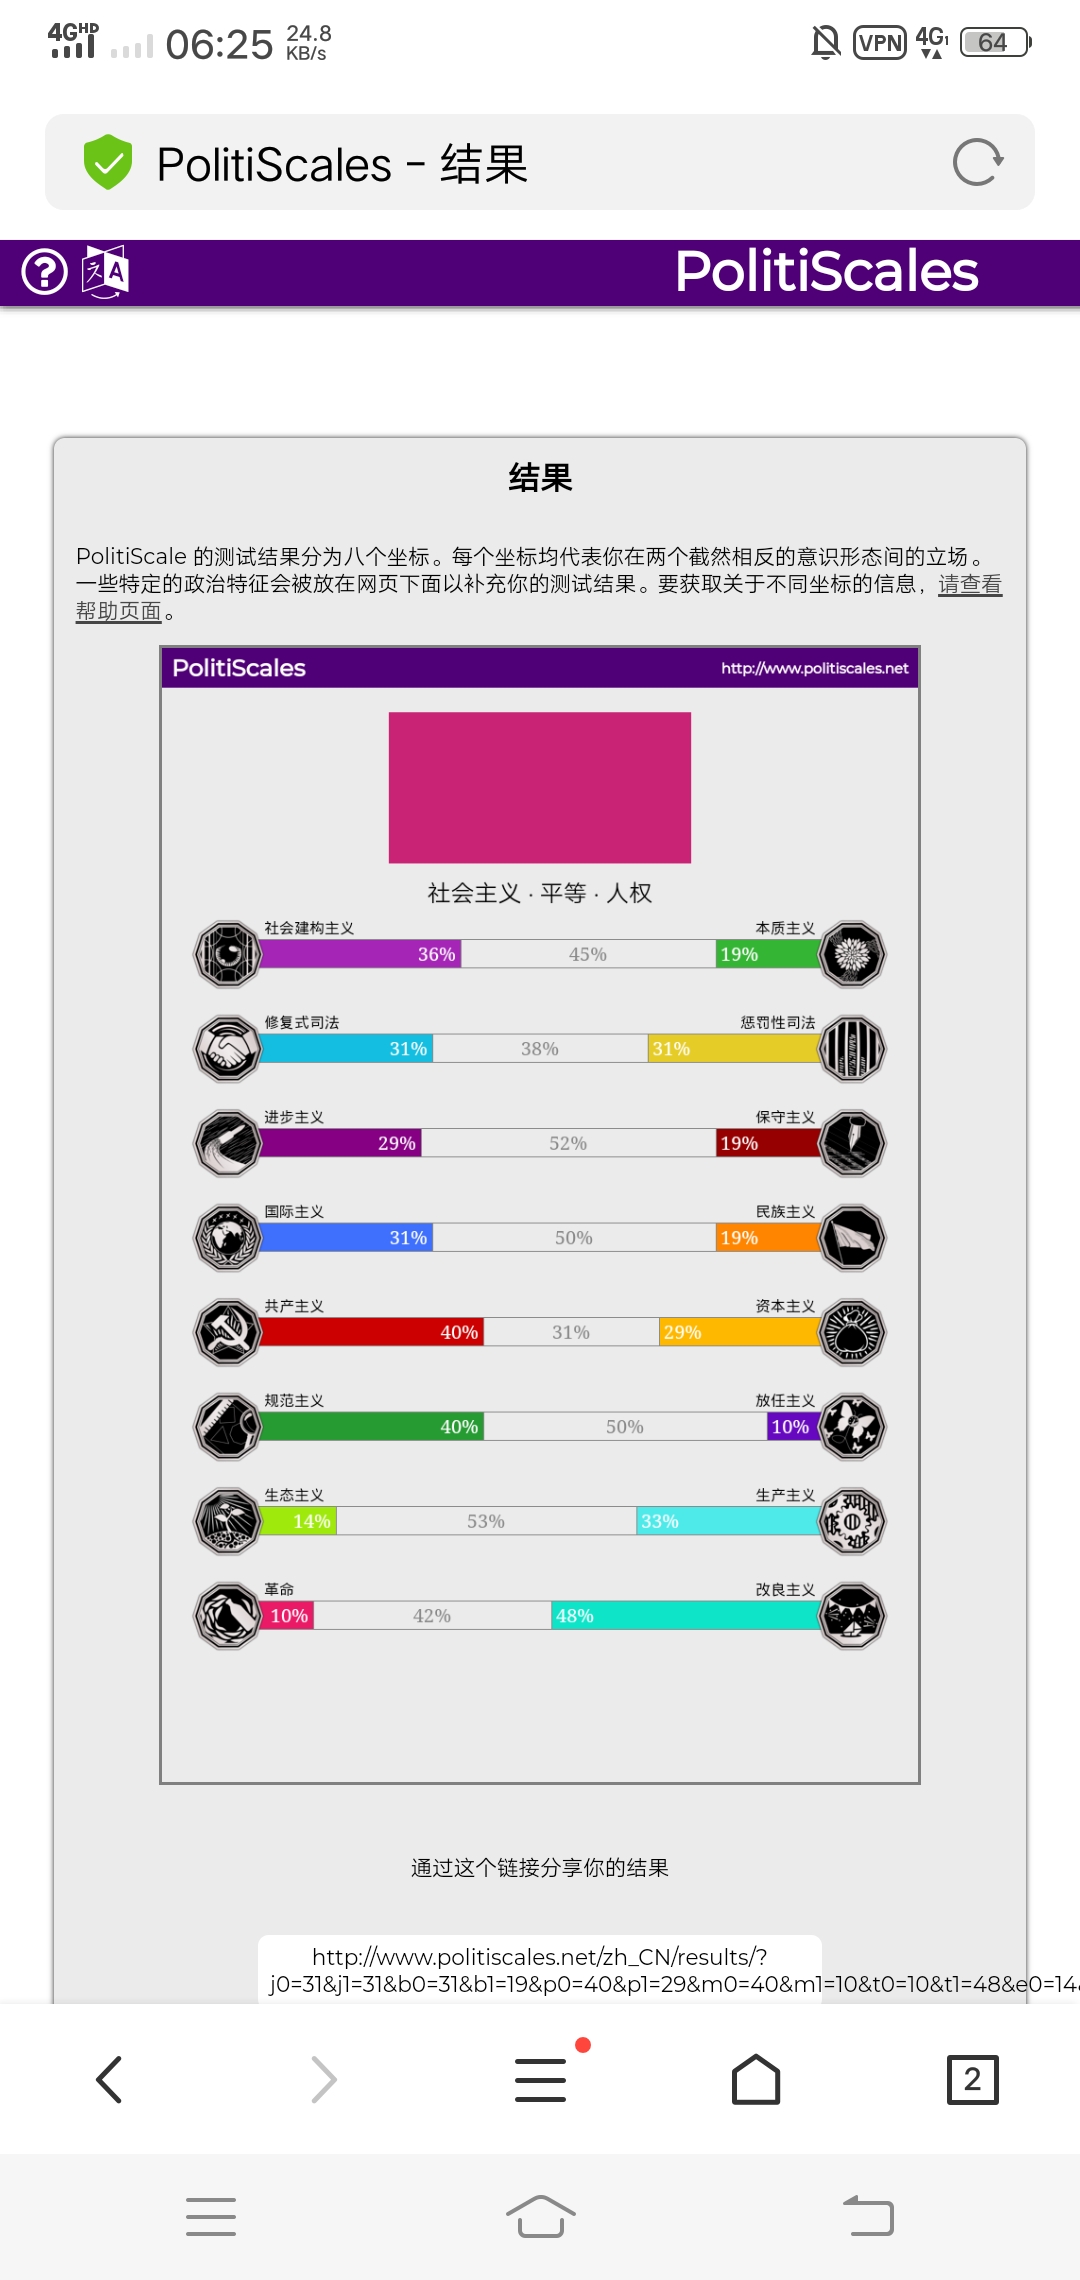 4G HD 06:25 24.8 KB/s VPN 4G 64
PolitiScales - 结果
PolitiScales
结果
PolitiScale 的测试结果分为八个坐标。每个坐标均代表你在两个截然相反的意识形态间的立场。
一些特定的政治特征会被放在网页下面以补充你的测试结果。要获取关于不同坐标的信息，请查看
帮助页面。
PolitiScales http://www.politiscales.net
社会主义 · 平等 · 人权
社会建构主义 本质主义
36% 45% 19%
修复式司法 惩罚性司法
31% 38% 31%
进步主义 保守主义
29% 52% 19%
国际主义 民族主义
31% 50% 19%
共产主义 资本主义
40% 31% 29%
规范主义 放任主义
40% 50% 10%
生态主义 生产主义
14% 53% 33%
革命 改良主义
10% 42% 48%
通过这个链接分享你的结果
http://www.politiscales.net/zh_CN/results/?
j0=31&j1=31&b0=31&b1=19&p0=40&p1=29&m0=40&m1=10&t0=10&t1=48&e0=14&
2